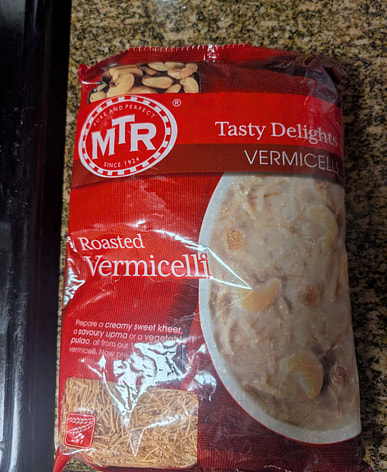 PURE AND PERFECT
MTR
®
SINCE 1924
Tasty Delights
VERMICELLI
Roasted
Vermicelli
Prepare a creamy sweet kheer,
a savoury upma or a vegetable
pulao, all from our
vermicelli. Now